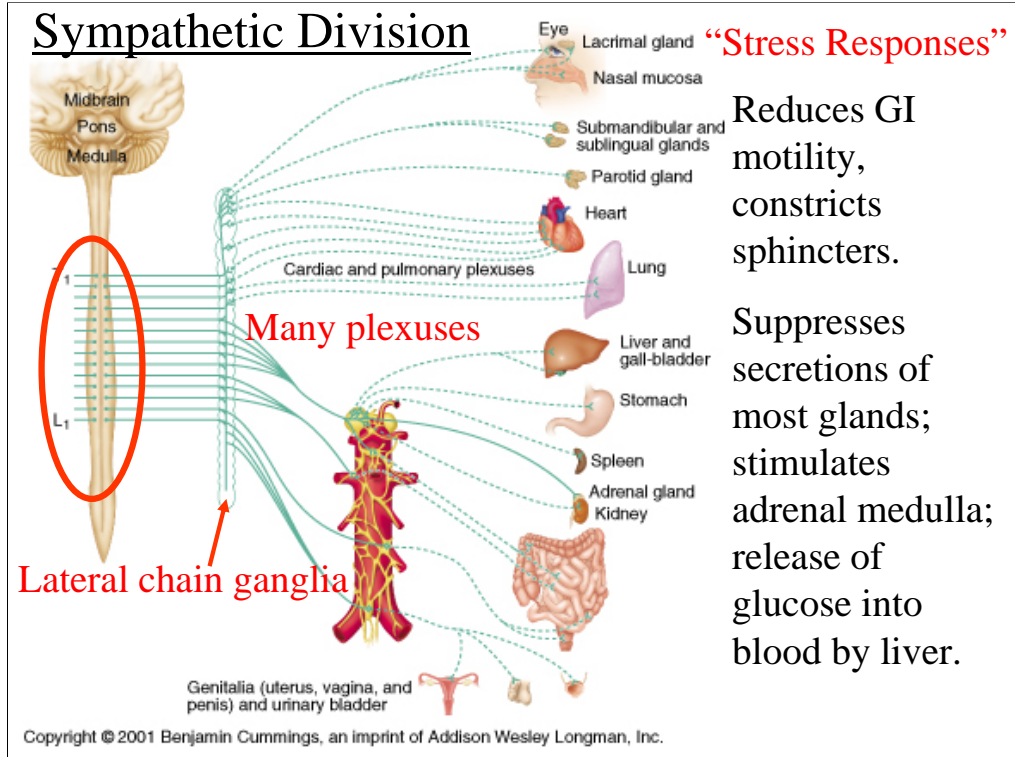 Sympathetic Division
“Stress Responses”
Eye
Lacrimal gland
Nasal mucosa
Midbrain
Pons
Medulla
Submandibular and
sublingual glands
Parotid gland
Heart
Cardiac and pulmonary plexuses
Lung
1
Many plexuses
Liver and
gall-bladder
Stomach
L1
Spleen
Adrenal gland
Kidney
Lateral chain ganglia
Genitalia (uterus, vagina, and
penis) and urinary bladder
Reduces GI
motility,
constricts
sphincters.
Suppresses
secretions of
most glands;
stimulates
adrenal medulla;
release of
glucose into
blood by liver.
Copyright © 2001 Benjamin Cummings, an imprint of Addison Wesley Longman, Inc.